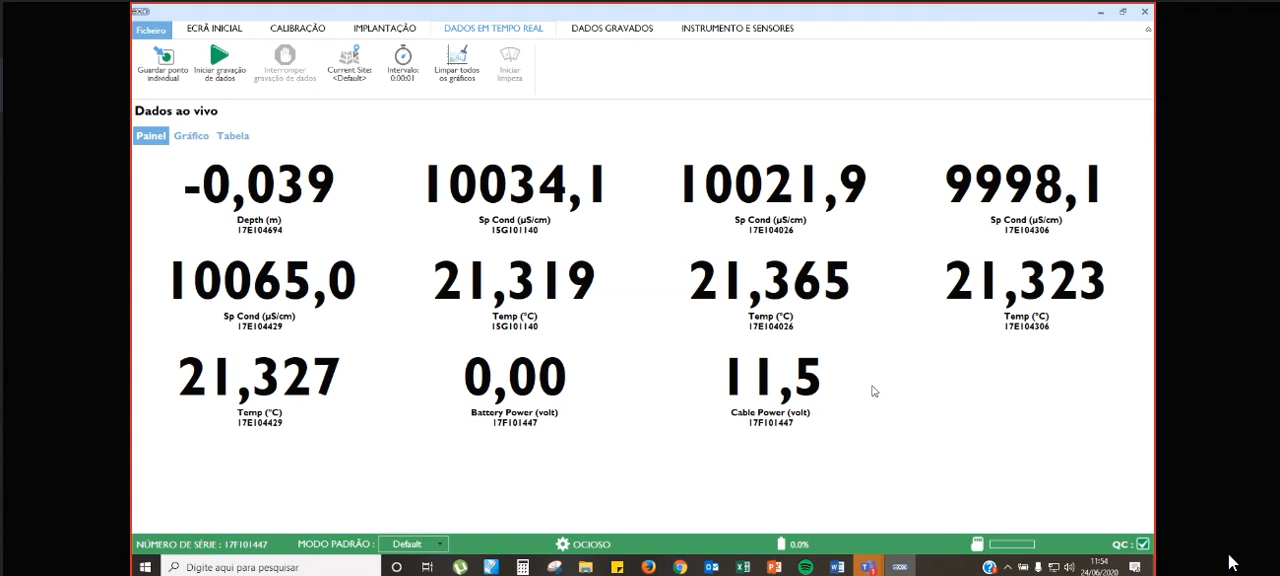 Ficheiro ECRÃ INICIAL CALIBRAÇÃO IMPLANTAÇÃO DADOS EM TEMPO REAL DADOS GRAVADOS INSTRUMENTO E SENSORES
Guardar ponto individual
Iniciar gravação de dados
Interromper gravação de dados
Current Site: <Default>
Intervalo: 0:00:01
Limpar todos os gráficos
Iniciar limpeza
Dados ao vivo
Painel Gráfico Tabela
-0,039 10034,1 10021,9 9998,1
Depth (m) Sp Cond (µS/cm) Sp Cond (µS/cm) Sp Cond (µS/cm)
17E104694 15G101140 17E104026 17E104306
10065,0 21,319 21,365 21,323
Sp Cond (µS/cm) Temp (°C) Temp (°C) Temp (°C)
17E104429 15G101140 17E104026 17E104306
21,327 0,00 11,5
Temp (°C) Battery Power (volt) Cable Power (volt)
17E104429 17F101447 17F101447
NÚMERO DE SÉRIE : 17F101447 MODO PADRÃO : Default OCIOSO 0.0% QC :
Digite aqui para pesquisar 11:54
24/06/2020